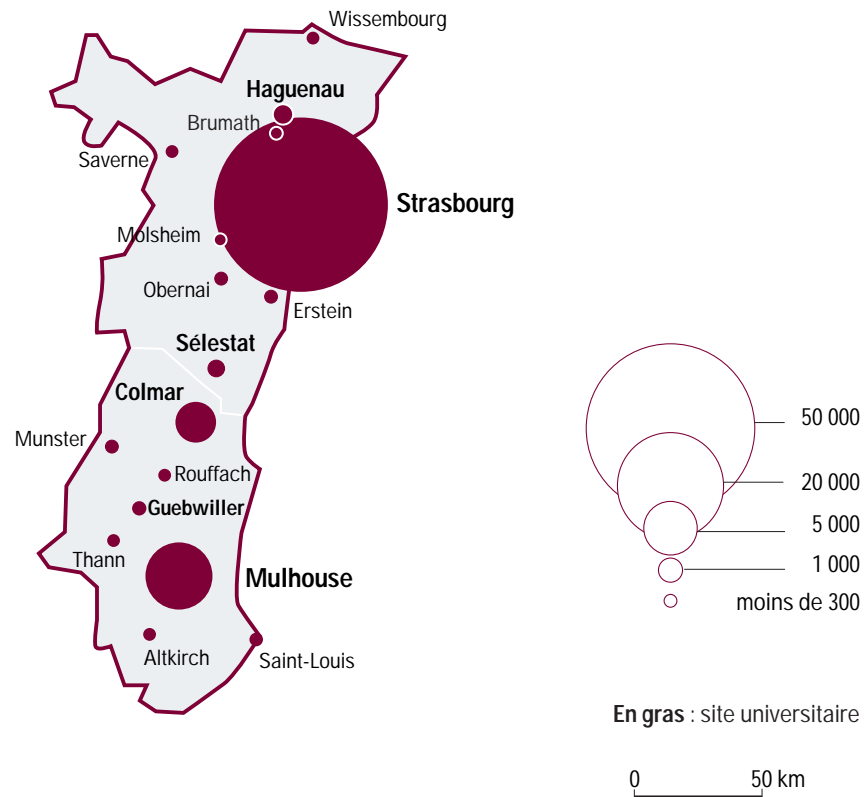 Wissembourg
Haguenau
Brumath
Saverne
Strasbourg
Molsheim
Obernai
Erstein
Sélestat
Colmar
Munster
Rouffach
Guebwiller
Thann
Mulhouse
Altkirch
Saint-Louis
50 000
20 000
5 000
1 000
moins de 300
En gras : site universitaire
0 50 km